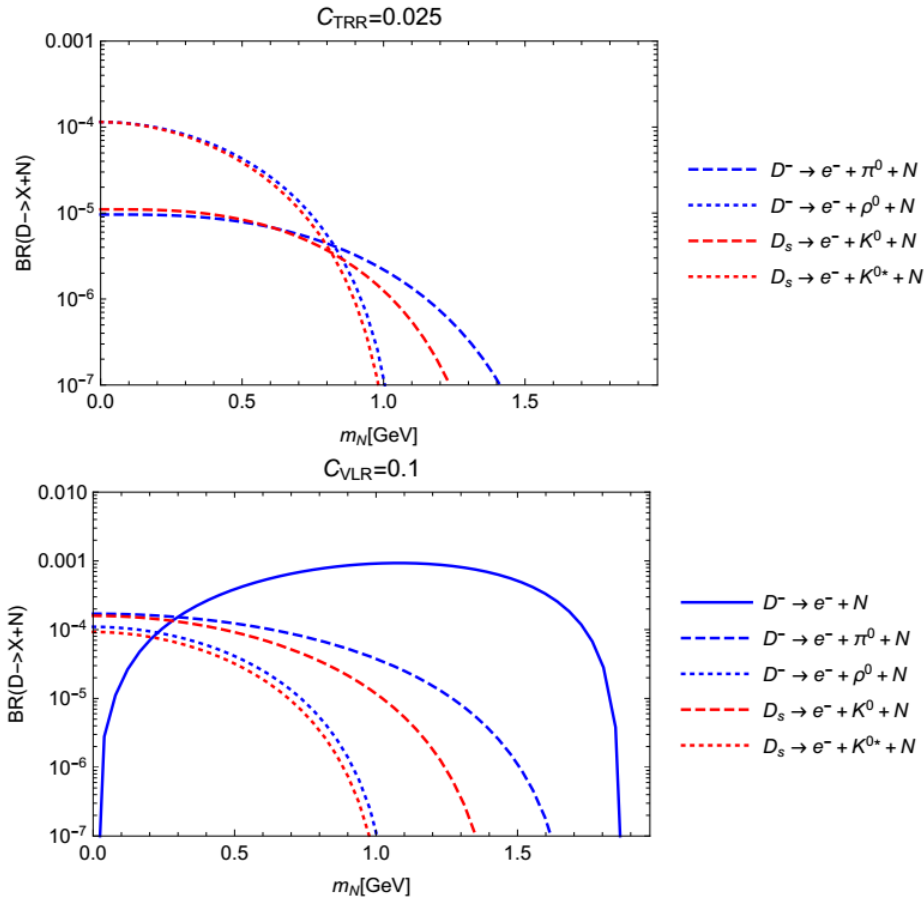 C_TRR=0.025
BR(D->X+N)
0.001
10^-4
10^-5
10^-6
10^-7
0.0 0.5 1.0 1.5
m_N[GeV]
D^- → e^- + π^0 + N
D^- → e^- + ρ^0 + N
D_s → e^- + K^0 + N
D_s → e^- + K^0* + N
C_VLR=0.1
BR(D->X+N)
0.010
0.001
10^-4
10^-5
10^-6
10^-7
0.0 0.5 1.0 1.5
m_N[GeV]
D^- → e^- + N
D^- → e^- + π^0 + N
D^- → e^- + ρ^0 + N
D_s → e^- + K^0 + N
D_s → e^- + K^0* + N